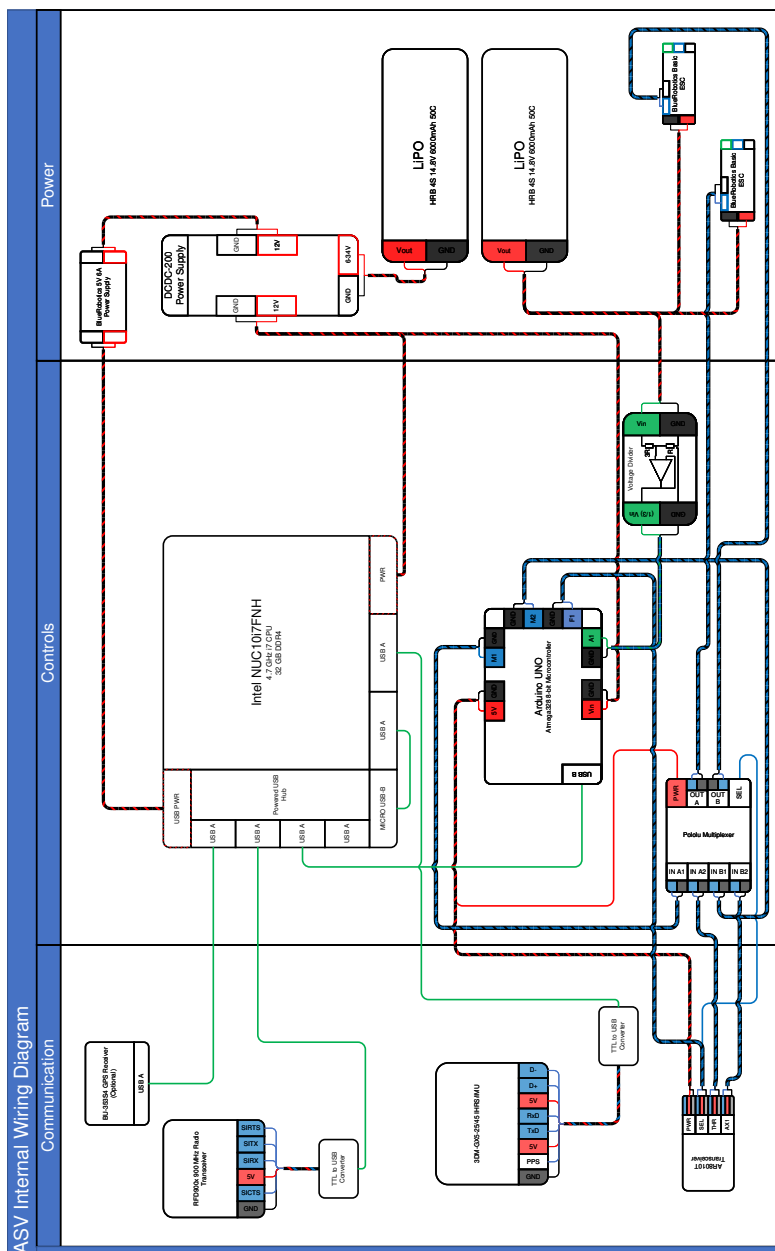 ASV Internal Wiring Diagram
Communication
Controls
Power
BU-353S4 GPS Receiver
(Optional)
USB A
RFD900x 900 MHz Radio
Transceiver
GND
SICTS
5V
SIRX
SITX
SIRTS
TTL to USB
Converter
3DM-GX5-25/45 IHRS/IMU
GND
PPS
5V
TxD
RxD
5V
D+
D-
TTL to USB
Converter
AR8010T
Transceiver
PWR
SEL
THR
AX1
USB PWR
Powered USB
Hub
USB A
USB A
USB A
USB A
MICRO USB-B
Intel NUC10i7FNH
4.7 GHz i7 CPU
32 GB DDR4
USB A
USB A
PWR
Arduino UNO
Atmega328 8-bit Microcontroller
USB B
5V
GND
M1
GND
GND
M2
GND
F1
Vin
GND
GND
A1
Pololu Multiplexer
IN A1
IN A2
IN B1
IN B2
PWR
OUT
A
OUT
B
SEL
Voltage Divider
(1/3) Vin
GND
3R
R
Vin
GND
BlueRobotics 5V 6A
Power Supply
DCDC-200
Power Supply
GND
12V
GND
12V
GND
6-34V
LiPO
HRB 4S 14.8V 6000mAh 50C
Vout
GND
LiPO
HRB 4S 14.8V 6000mAh 50C
Vout
GND
BlueRobotics Basic
ESC
BlueRobotics Basic
ESC